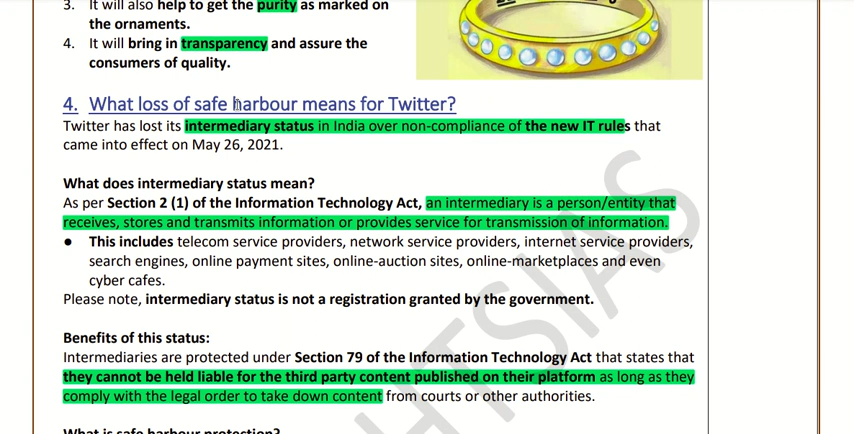 3. It will also help to get the purity as marked on
the ornaments.
4. It will bring in transparency and assure the
consumers of quality.
4. What loss of safe harbour means for Twitter?
Twitter has lost its intermediary status in India over non-compliance of the new IT rules that
came into effect on May 26, 2021.
What does intermediary status mean?
As per Section 2 (1) of the Information Technology Act, an intermediary is a person/entity that
receives, stores and transmits information or provides service for transmission of information.
● This includes telecom service providers, network service providers, internet service providers,
search engines, online payment sites, online-auction sites, online-marketplaces and even
cyber cafes.
Please note, intermediary status is not a registration granted by the government.
Benefits of this status:
Intermediaries are protected under Section 79 of the Information Technology Act that states that
they cannot be held liable for the third party content published on their platform as long as they
comply with the legal order to take down content from courts or other authorities.
What is safe harbour protection?
HTSIAS